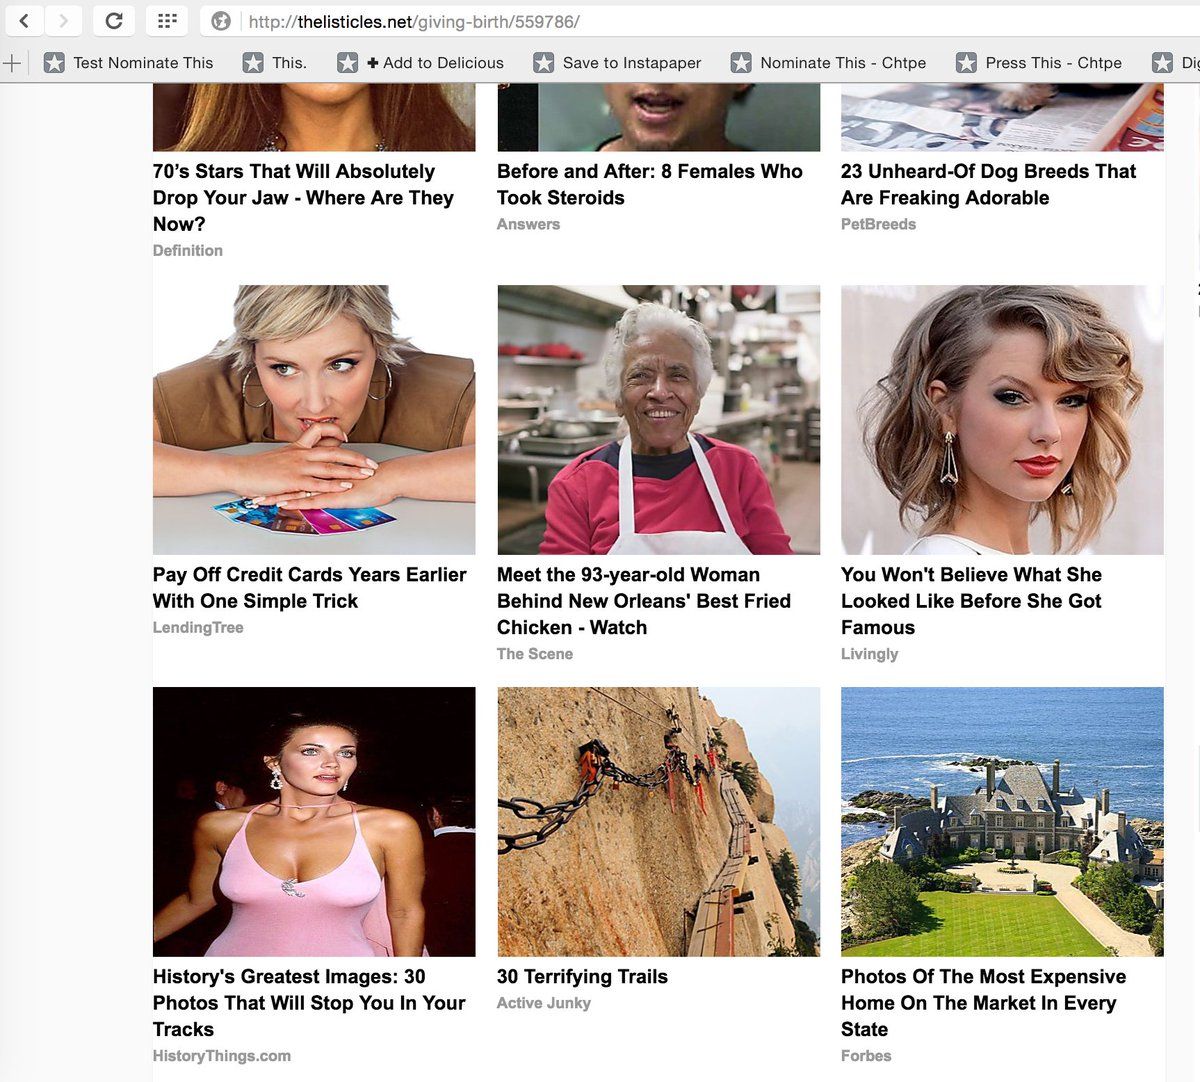 http://thelisticles.net/giving-birth/559786/
Test Nominate This
This.
+ Add to Delicious
Save to Instapaper
Nominate This - Chtpe
Press This - Chtpe
Dig
70’s Stars That Will Absolutely
Drop Your Jaw - Where Are They
Now?
Definition
Before and After: 8 Females Who
Took Steroids
Answers
23 Unheard-Of Dog Breeds That
Are Freaking Adorable
PetBreeds
Pay Off Credit Cards Years Earlier
With One Simple Trick
LendingTree
Meet the 93-year-old Woman
Behind New Orleans' Best Fried
Chicken - Watch
The Scene
You Won't Believe What She
Looked Like Before She Got
Famous
Livingly
History's Greatest Images: 30
Photos That Will Stop You In Your
Tracks
HistoryThings.com
30 Terrifying Trails
Active Junky
Photos Of The Most Expensive
Home On The Market In Every
State
Forbes